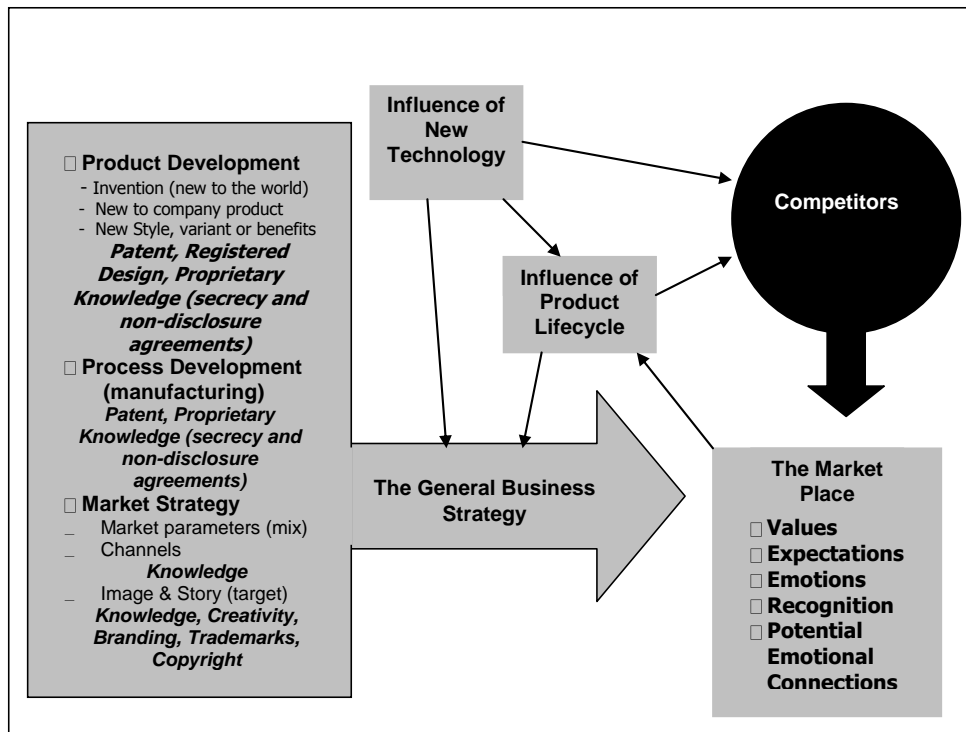 □ Product Development
- Invention (new to the world)
- New to company product
- New Style, variant or benefits
Patent, Registered
Design, Proprietary
Knowledge (secrecy and
non-disclosure
agreements)
□ Process Development
(manufacturing)
Patent, Proprietary
Knowledge (secrecy and
non-disclosure
agreements)
□ Market Strategy
_ Market parameters (mix)
_ Channels
Knowledge
_ Image & Story (target)
Knowledge, Creativity,
Branding, Trademarks,
Copyright
Influence of
New
Technology
Influence of
Product
Lifecycle
The General Business
Strategy
Competitors
The Market
Place
□ Values
□ Expectations
□ Emotions
□ Recognition
□ Potential
Emotional
Connections